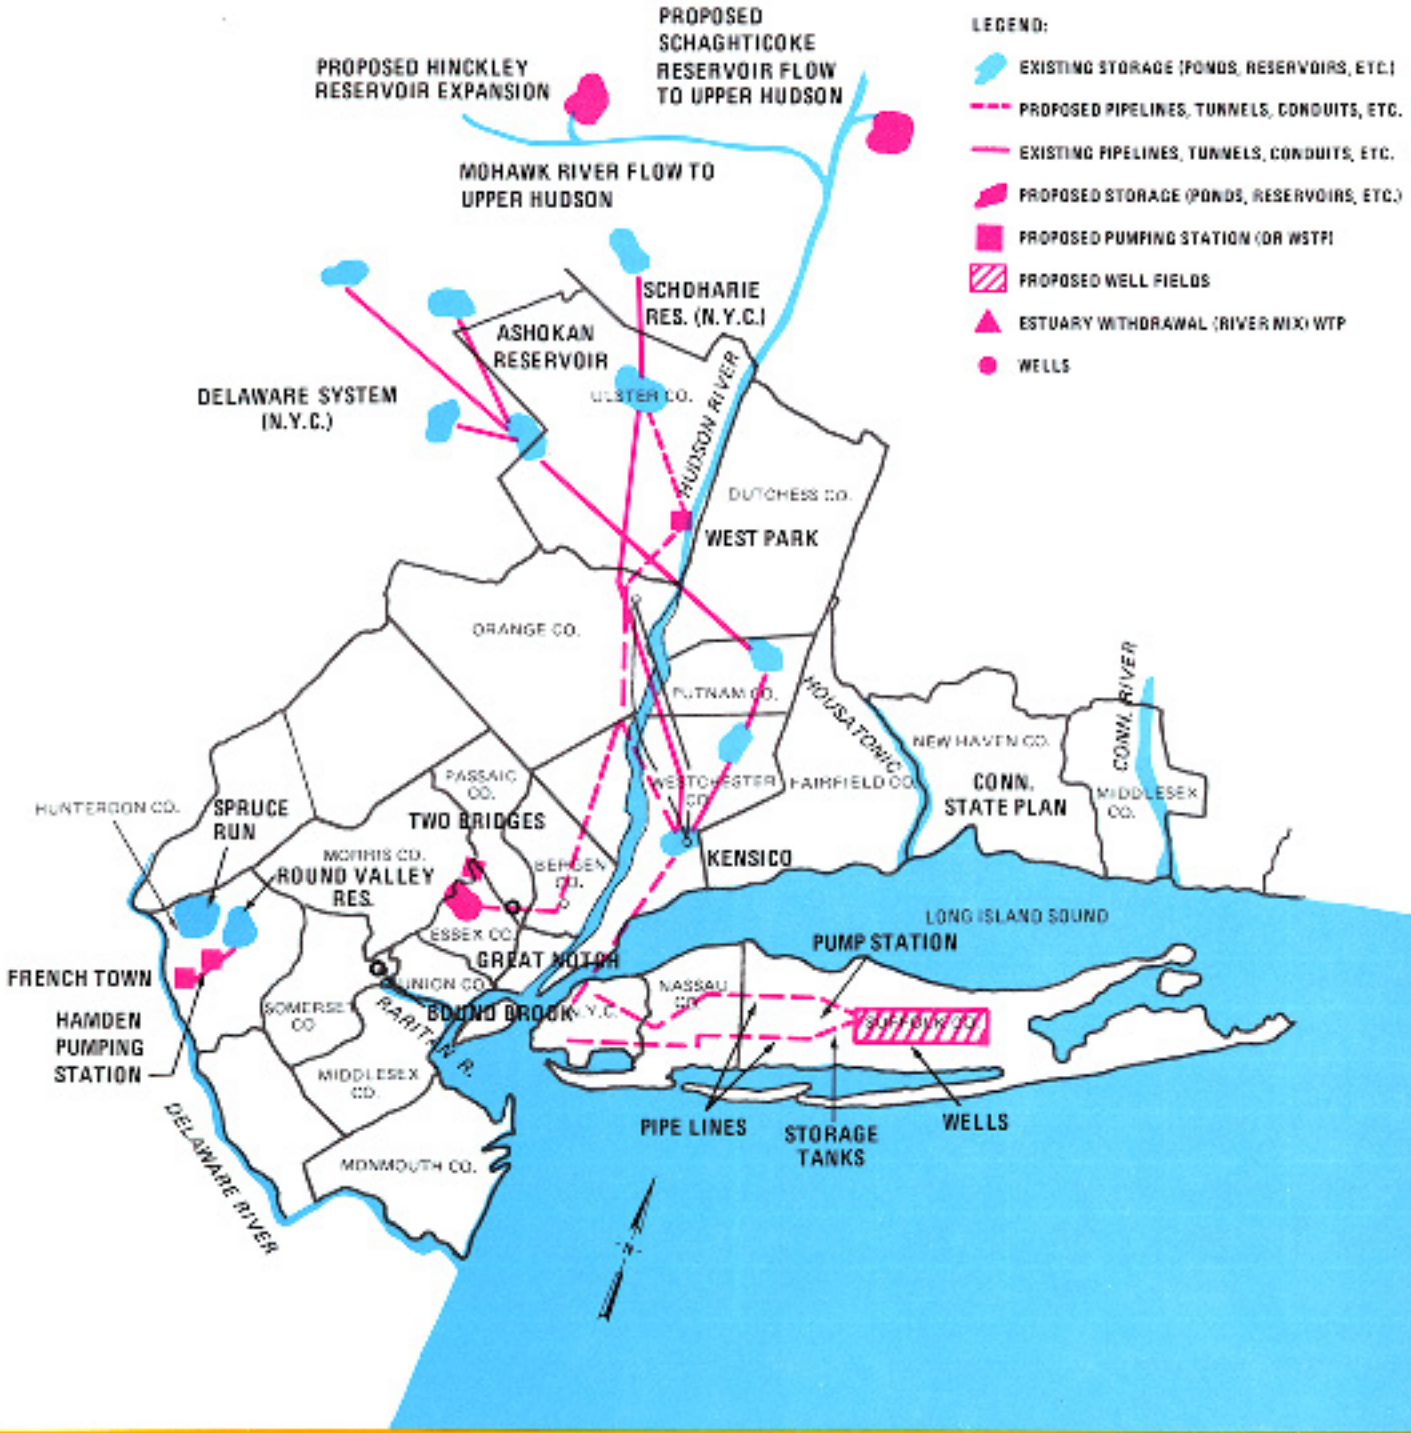 PROPOSED
SCHAGHTICOKE
RESERVOIR FLOW
TO UPPER HUDSON
PROPOSED HINCKLEY
RESERVOIR EXPANSION
MOHAWK RIVER FLOW TO
UPPER HUDSON
LEGEND:
EXISTING STORAGE (PONDS, RESERVOIRS, ETC.)
PROPOSED PIPELINES, TUNNELS, CONDUITS, ETC.
EXISTING PIPELINES, TUNNELS, CONDUITS, ETC.
PROPOSED STORAGE (PONDS, RESERVOIRS, ETC.)
PROPOSED PUMPING STATION (OR WSTP)
PROPOSED WELL FIELDS
ESTUARY WITHDRAWAL (RIVER MIX) WTP
WELLS
SCHOHARIE
RES. (N.Y.C.)
ASHOKAN
RESERVOIR
DELAWARE SYSTEM
(N.Y.C.)
ULSTER CO.
HUDSON RIVER
DUTCHESS CO.
WEST PARK
ORANGE CO.
PUTNAM CO.
HOUSATONIC
CONN. RIVER
NEW HAVEN CO.
CONN.
STATE PLAN
MIDDLESEX
CO.
FAIRFIELD CO.
WESTCHESTER
CO.
PASSAIC
CO.
HUNTERDON CO.
SPRUCE
RUN
TWO BRIDGES
MORRIS CO.
ROUND VALLEY
RES.
BERGEN
CO.
KENSICO
LONG ISLAND SOUND
ESSEX CO.
GREAT NOTCH
PUMP STATION
FRENCH TOWN
UNION CO.
NASSAU
CO.
SOMERSET
CO
BOUND BROOK
N.Y.C.
SUFFOLK CO.
HAMDEN
PUMPING
STATION
RARITAN R.
MIDDLESEX
CO.
PIPE LINES
STORAGE
TANKS
WELLS
DELAWARE RIVER
MONMOUTH CO.
N